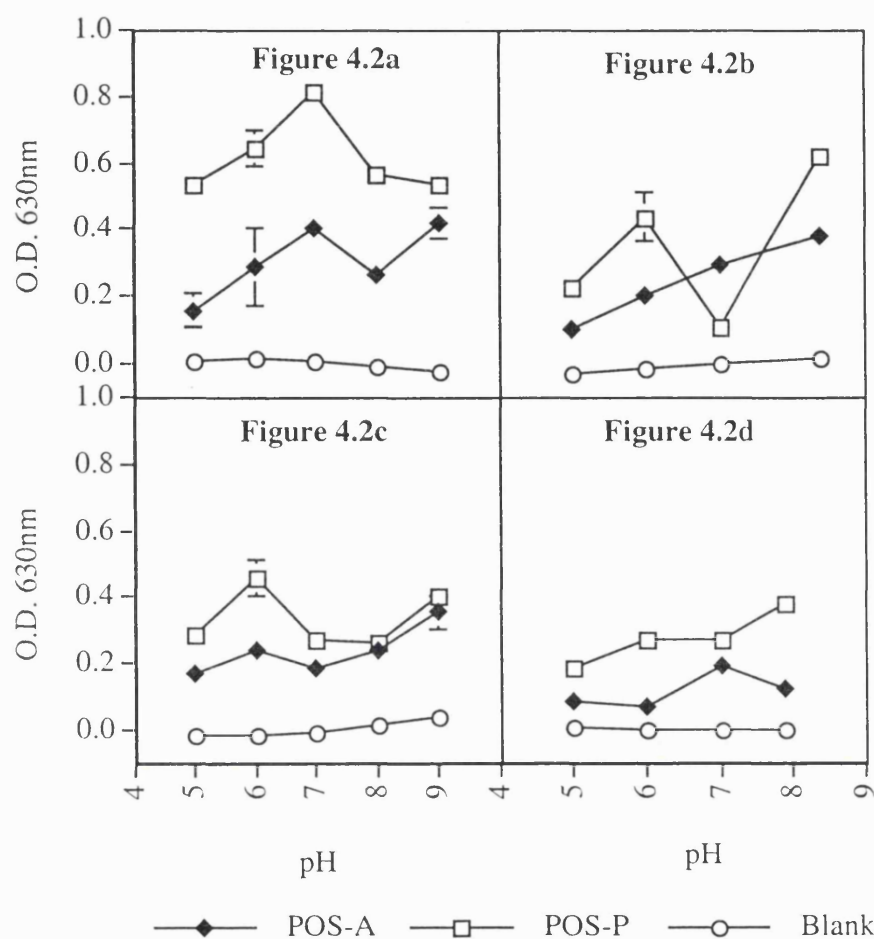 1.0
0.8
0.6
0.4
0.2
0.0
O.D. 630nm
Figure 4.2a
Figure 4.2b
1.0
0.8
0.6
0.4
0.2
0.0
O.D. 630nm
Figure 4.2c
Figure 4.2d
4 5 6 7 8 9
4 5 6 7 8 9
pH
pH
POS-A POS-P Blank